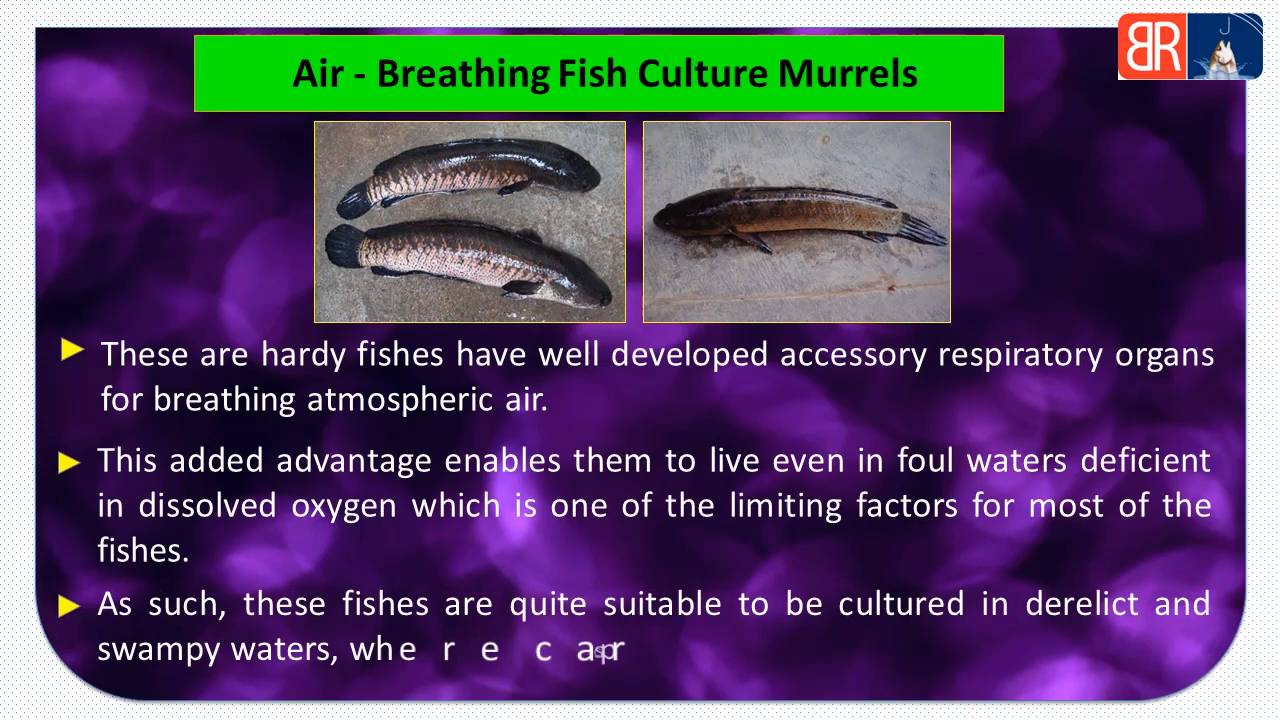 BR
Air - Breathing Fish Culture Murrels
These are hardy fishes have well developed accessory respiratory organs
for breathing atmospheric air.
This added advantage enables them to live even in foul waters deficient
in dissolved oxygen which is one of the limiting factors for most of the
fishes.
As such, these fishes are quite suitable to be cultured in derelict and
swampy waters, where